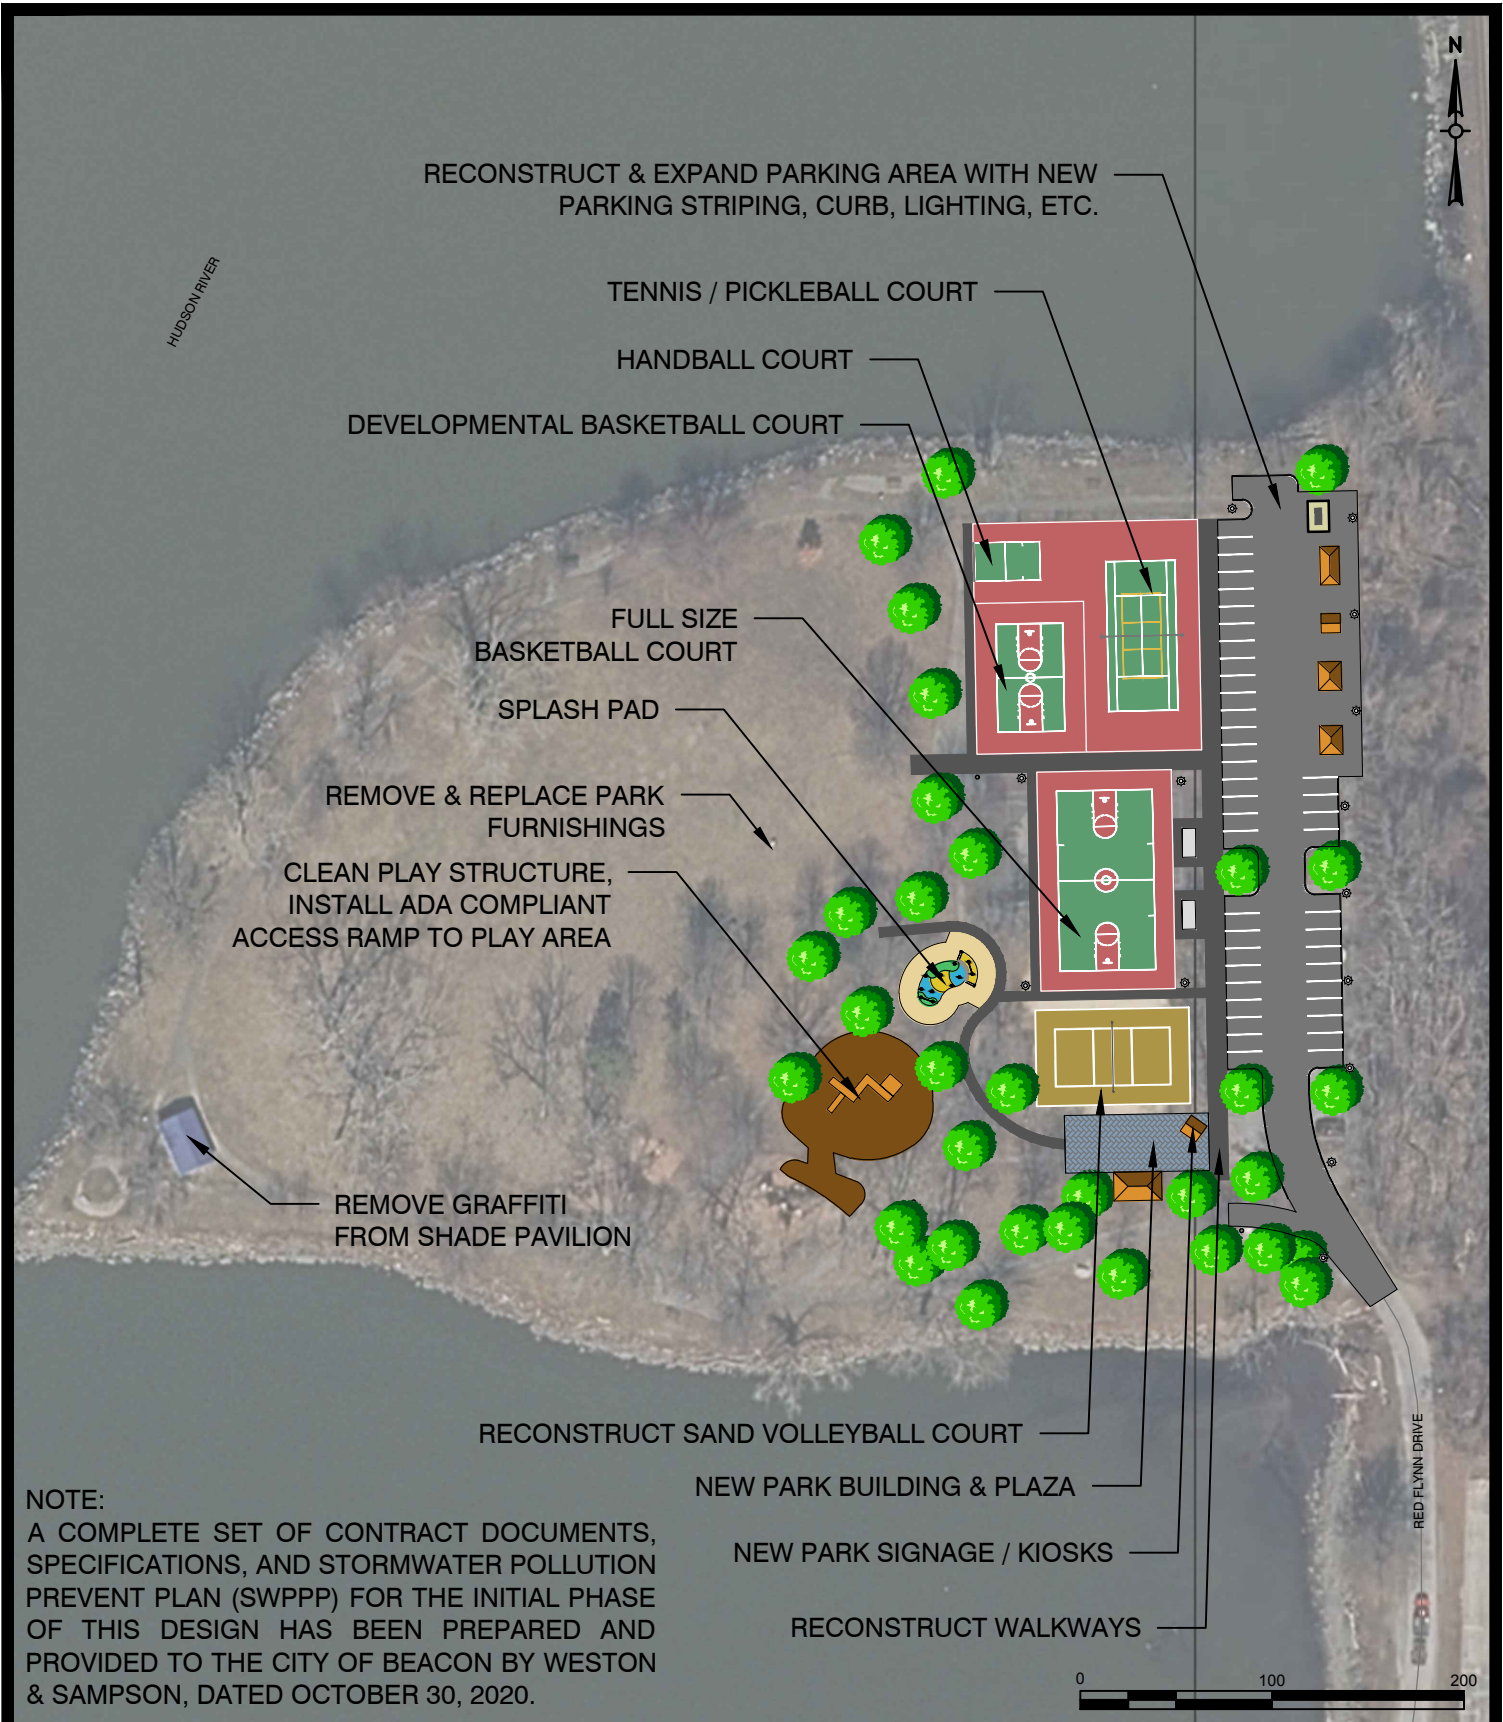 N
RECONSTRUCT & EXPAND PARKING AREA WITH NEW
PARKING STRIPING, CURB, LIGHTING, ETC.
HUDSON RIVER
TENNIS / PICKLEBALL COURT
HANDBALL COURT
DEVELOPMENTAL BASKETBALL COURT
FULL SIZE
BASKETBALL COURT
SPLASH PAD
REMOVE & REPLACE PARK
FURNISHINGS
CLEAN PLAY STRUCTURE,
INSTALL ADA COMPLIANT
ACCESS RAMP TO PLAY AREA
REMOVE GRAFFITI
FROM SHADE PAVILION
RECONSTRUCT SAND VOLLEYBALL COURT
NEW PARK BUILDING & PLAZA
NEW PARK SIGNAGE / KIOSKS
RECONSTRUCT WALKWAYS
RED FLYNN DRIVE
NOTE:
A COMPLETE SET OF CONTRACT DOCUMENTS,
SPECIFICATIONS, AND STORMWATER POLLUTION
PREVENT PLAN (SWPPP) FOR THE INITIAL PHASE
OF THIS DESIGN HAS BEEN PREPARED AND
PROVIDED TO THE CITY OF BEACON BY WESTON
& SAMPSON, DATED OCTOBER 30, 2020.
0 100 200